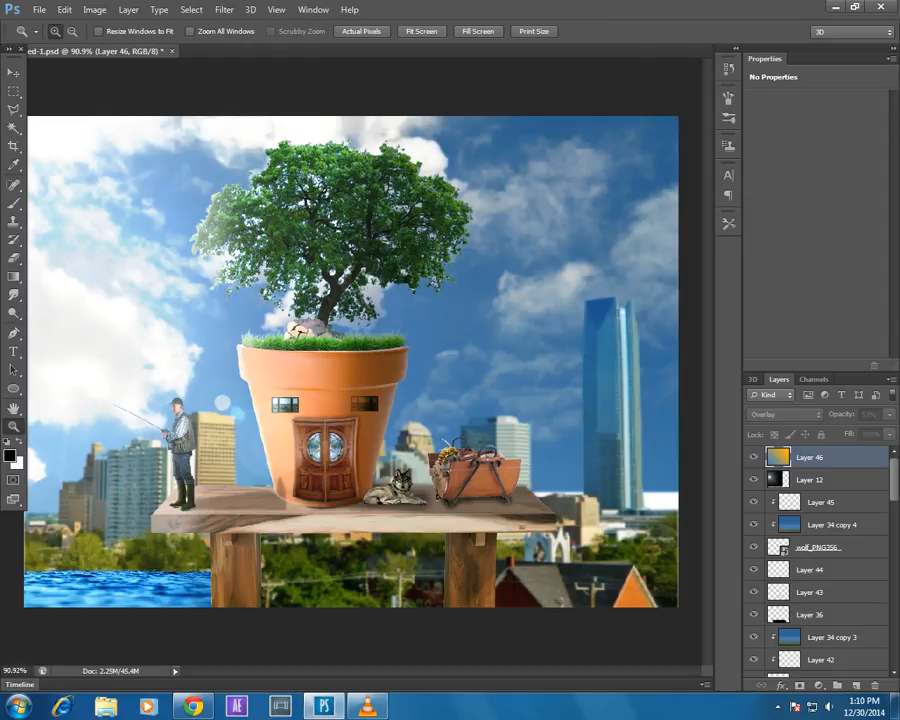 Ps File Edit Image Layer Type Select Filter 3D View Window Help
Resize Windows to Fit Zoom All Windows Scrubby Zoom Actual Pixels Fit Screen Fill Screen Print Size 3D
ed-1.psd @ 90.9% (Layer 46, RGB/8) *
Properties
No Properties
3D Layers Channels
Kind
Overlay Opacity:
Lock: Fill:
Layer 46
Layer 12
Layer 45
Layer 34 copy 4
wolf_PNG356
Layer 44
Layer 43
Layer 36
Layer 34 copy 3
Layer 42
90.92% Doc: 2.25M/45.4M
Timeline
AE PS
1:10 PM
12/30/2014